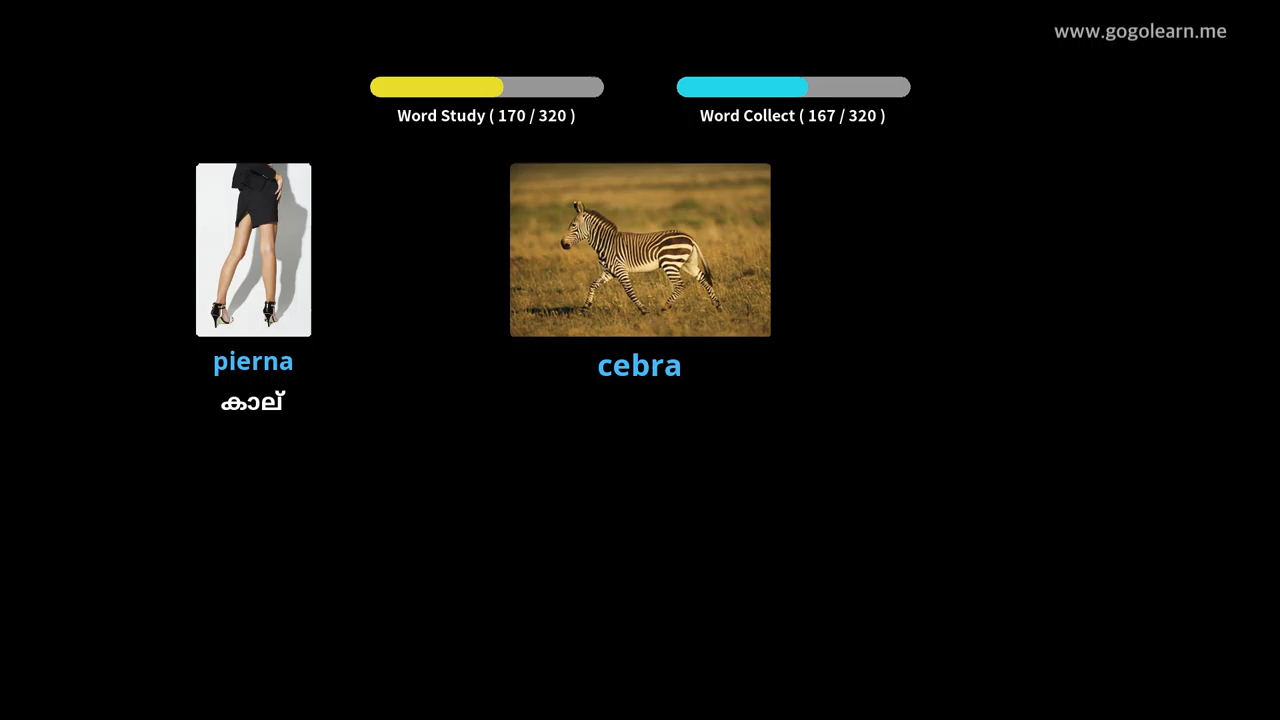 www.gogolearn.me
Word Study ( 170 / 320 )
Word Collect ( 167 / 320 )
pierna
cebra
കാല്